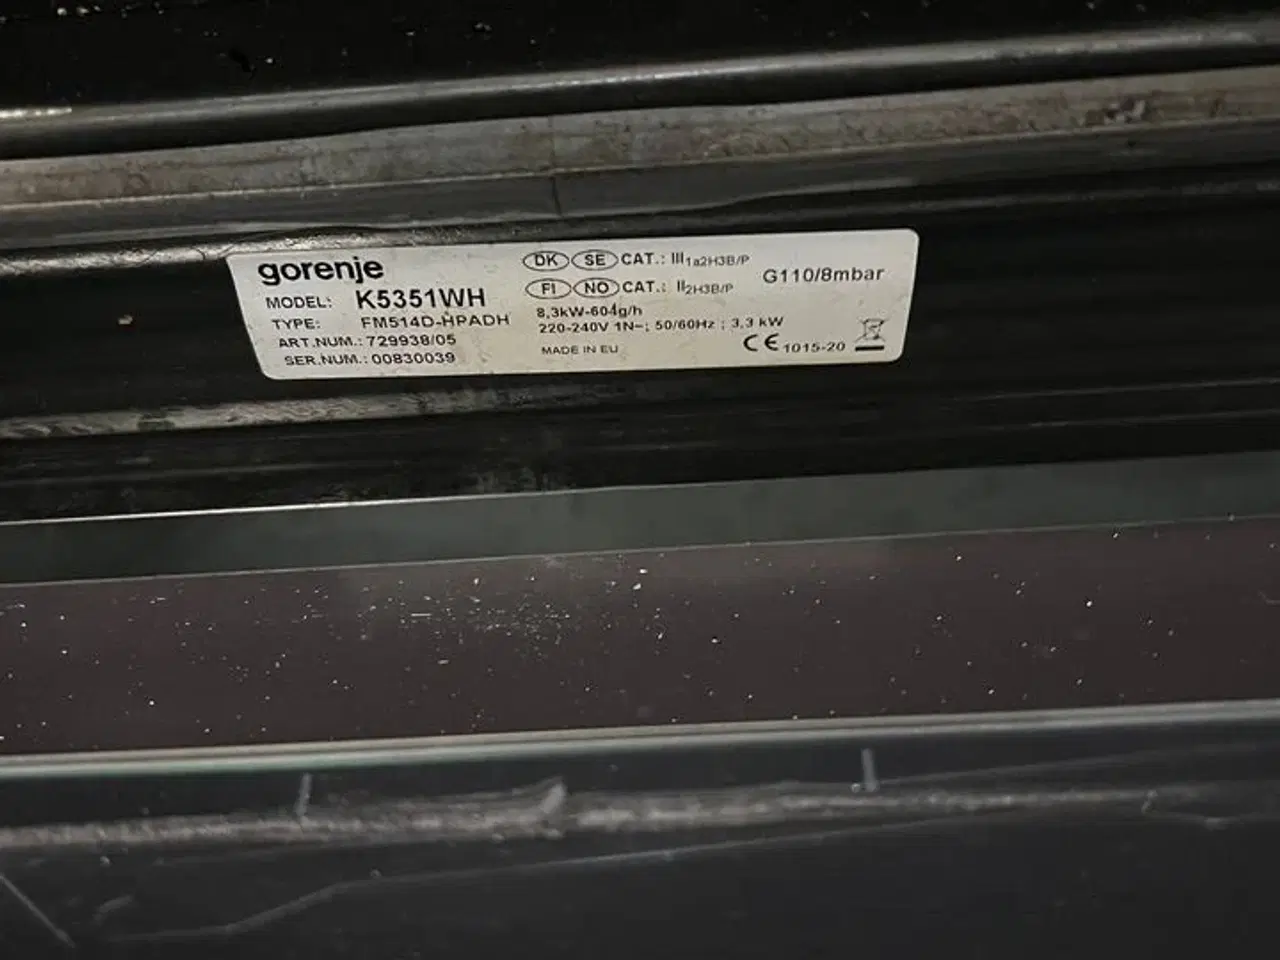 gorenje
MODEL: K5351WH
TYPE: FM514D-HPADH
ART.NUM.: 729938/05
SER.NUM.: 00830039
DK SE CAT.: III1a2H3B/P
FI NO CAT.: II2H3B/P
8,3kW-604g/h
220-240V 1N~; 50/60Hz ; 3,3 kW
MADE IN EU
G110/8mbar
CE 1015-20